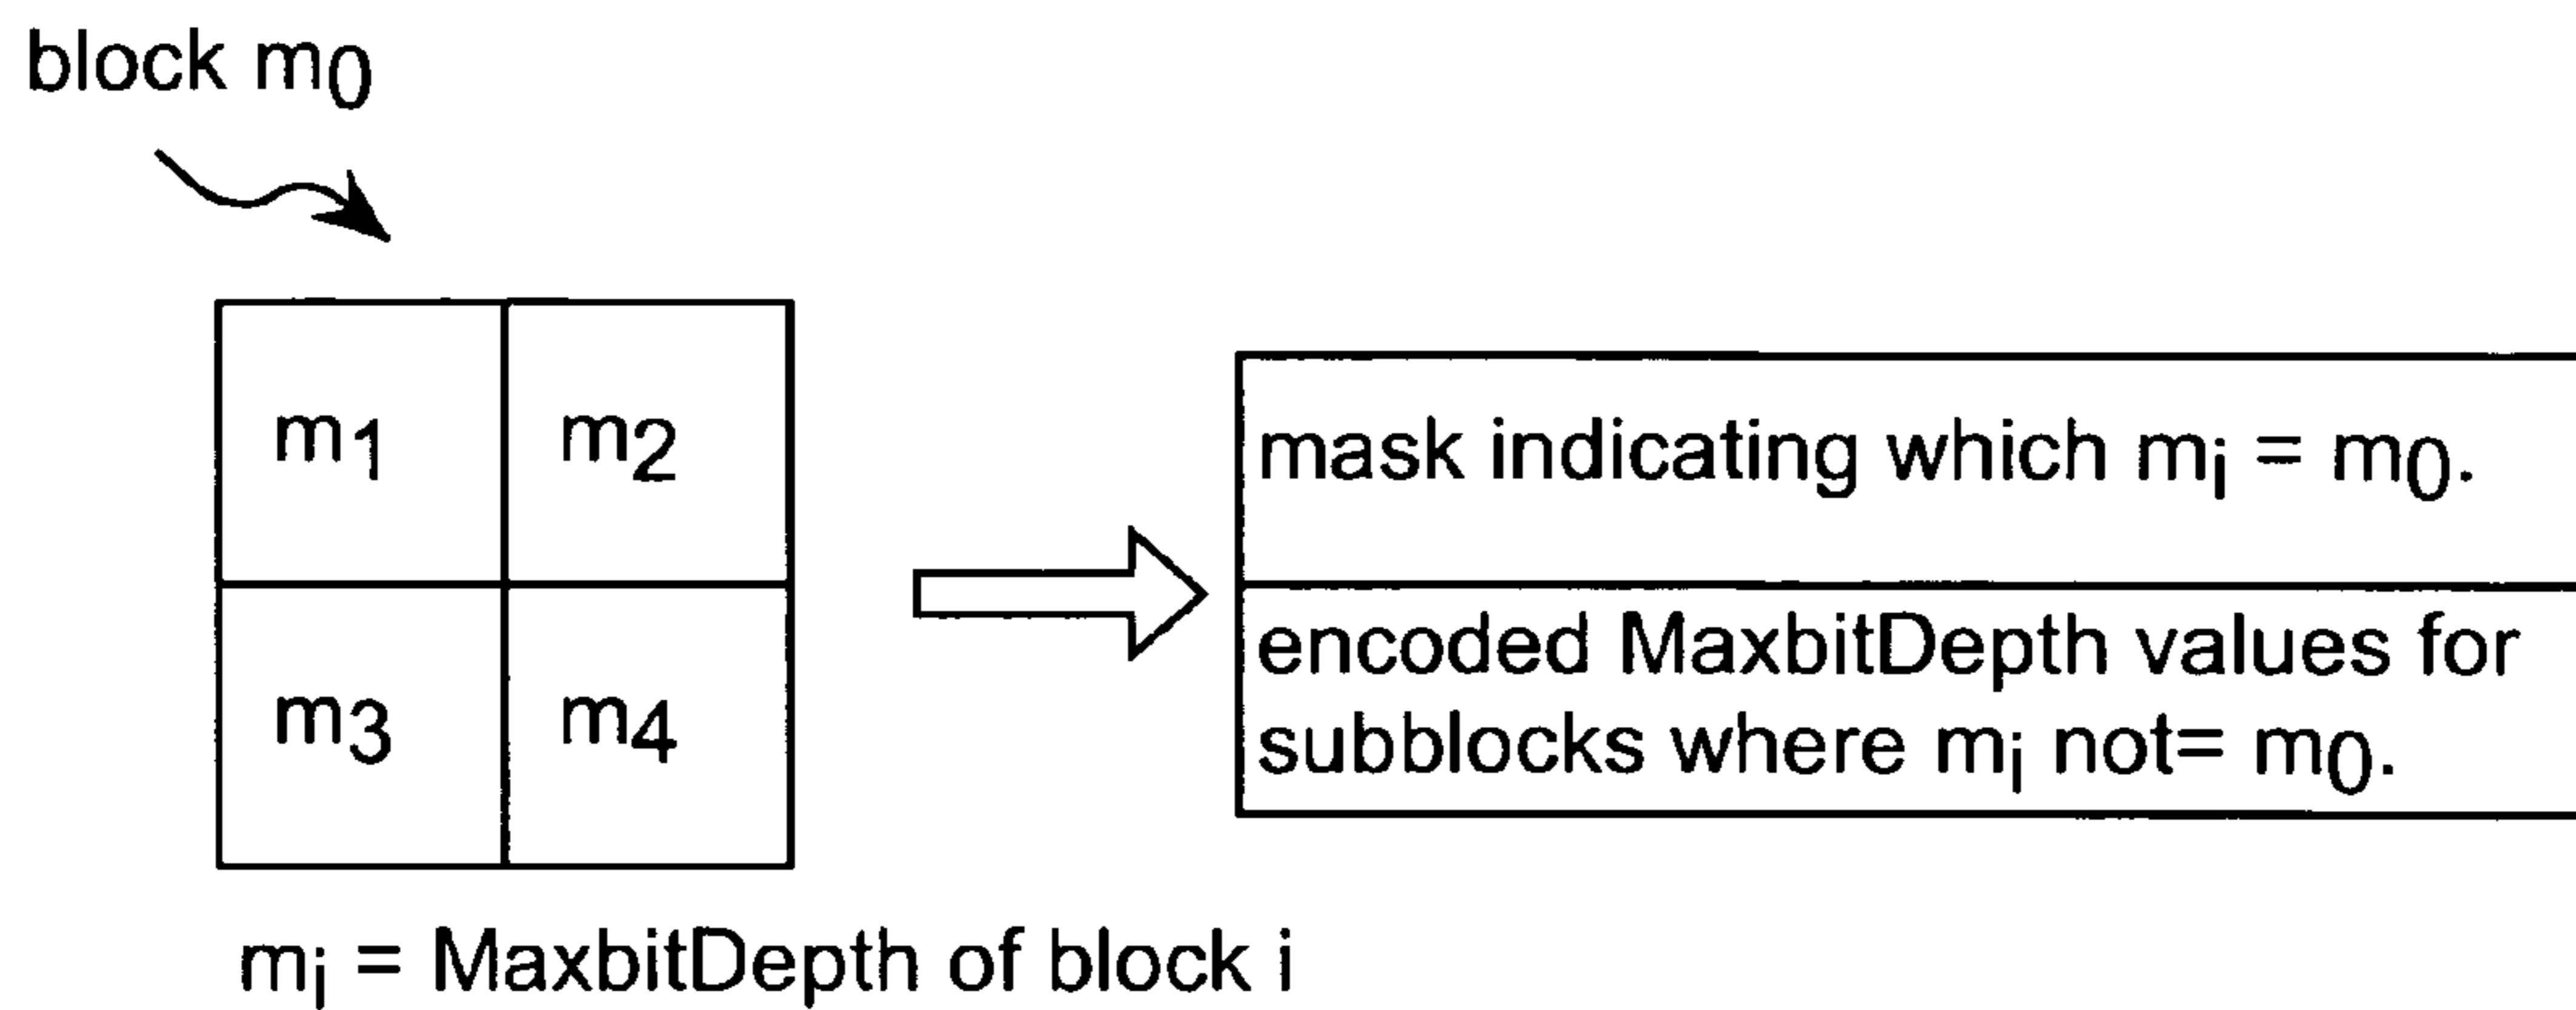 block m₀
m₁ m₂
mask indicating which mᵢ = m₀.
encoded MaxbitDepth values for
subblocks where mᵢ not= m₀.
m₃ m₄
mᵢ = MaxbitDepth of block i